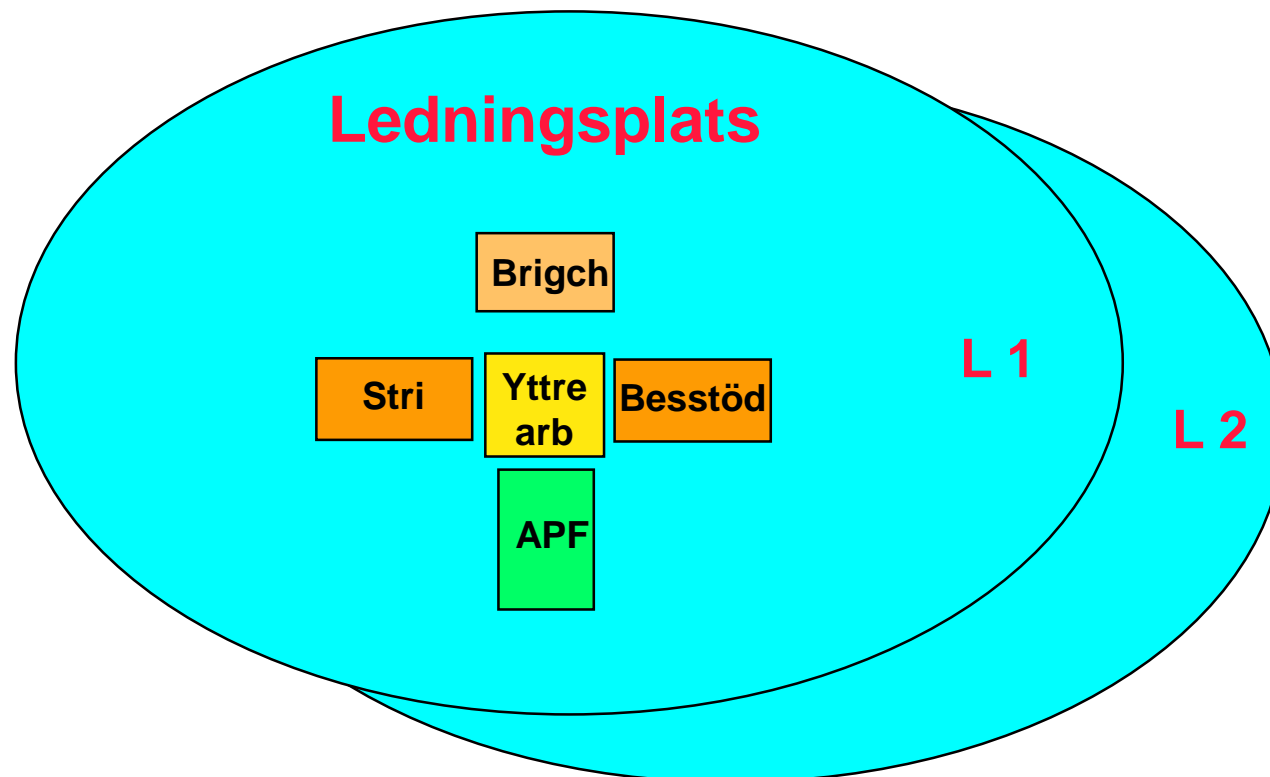 Ledningsplats
Brigch
Stri
Yttre
arb
Besstöd
APF
L 1
L 2